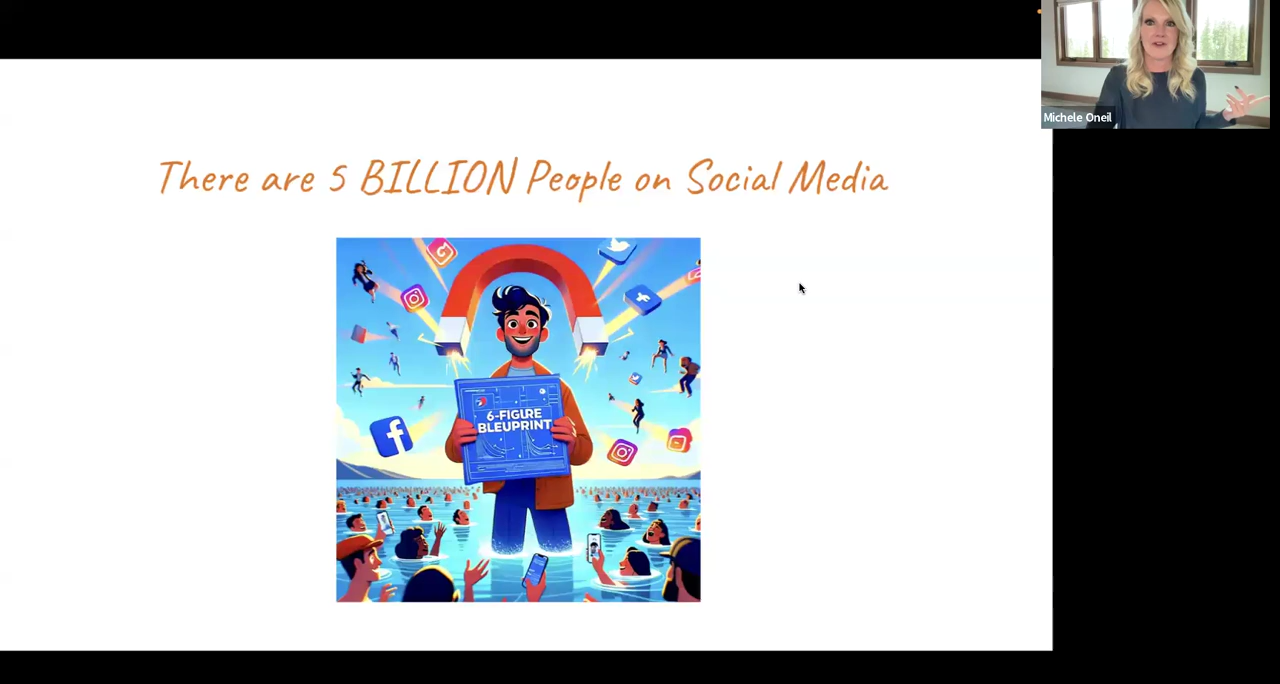 Michele Oneil
There are 5 BILLION People on Social Media
6-FIGURE
BLEUPRINT